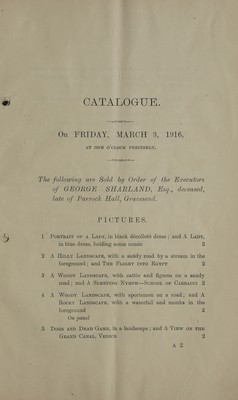 CATALOGUE.
On FRIDAY, MARCH 3, 1916,
AT ONE O'CLOCK PRECISELY.
The following are Sold by Order of the Executors
of GEORGE SHARLAND, Esq., deceased,
late of Parrock Hall, Gravesend.
PICTURES.
1 PORTRAIT OF A LADY, in black décolleté dress; and A LADY,
in blue dress, holding some music 2
2 A HILLY LANDSCAPE, with a sandy road by a stream in the
foreground; and THE FLIGHT INTO EGYPT 2
3 A WOODY LANDSCAPE, with cattle and figures on a sandy
road; and A SLEEPING NYMPH—SCHOOL OF CARRACCI 2
4 A WOODY LANDSCAPE, with sportsmen on a road; and A
ROCKY LANDSCAPE, with a waterfall and monks in the
foreground 2
On panel
5 DOGS AND DEAD GAME, in a landscape; and A VIEW ON THE
GRAND CANAL, VENICE 2
A 2